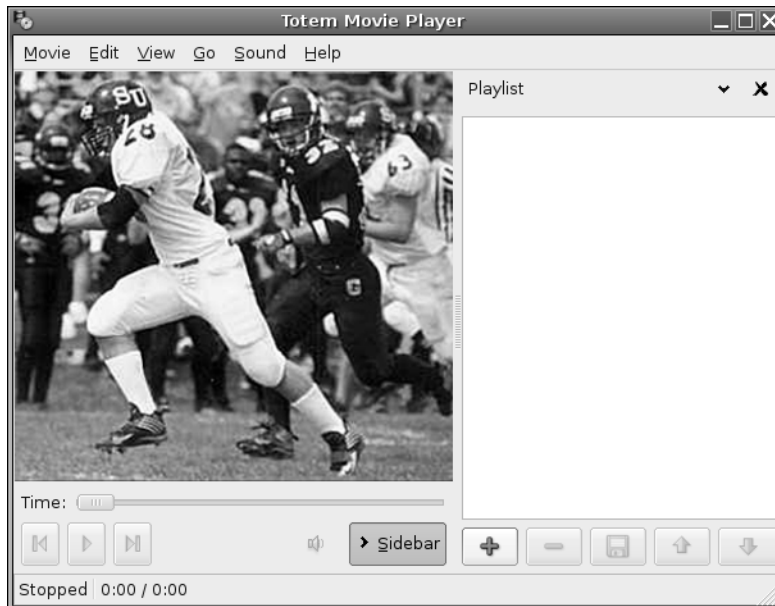 Totem Movie Player
Movie Edit View Go Sound Help
Playlist
SU
28
32
G
Time:
Sidebar
Stopped 0:00 / 0:00